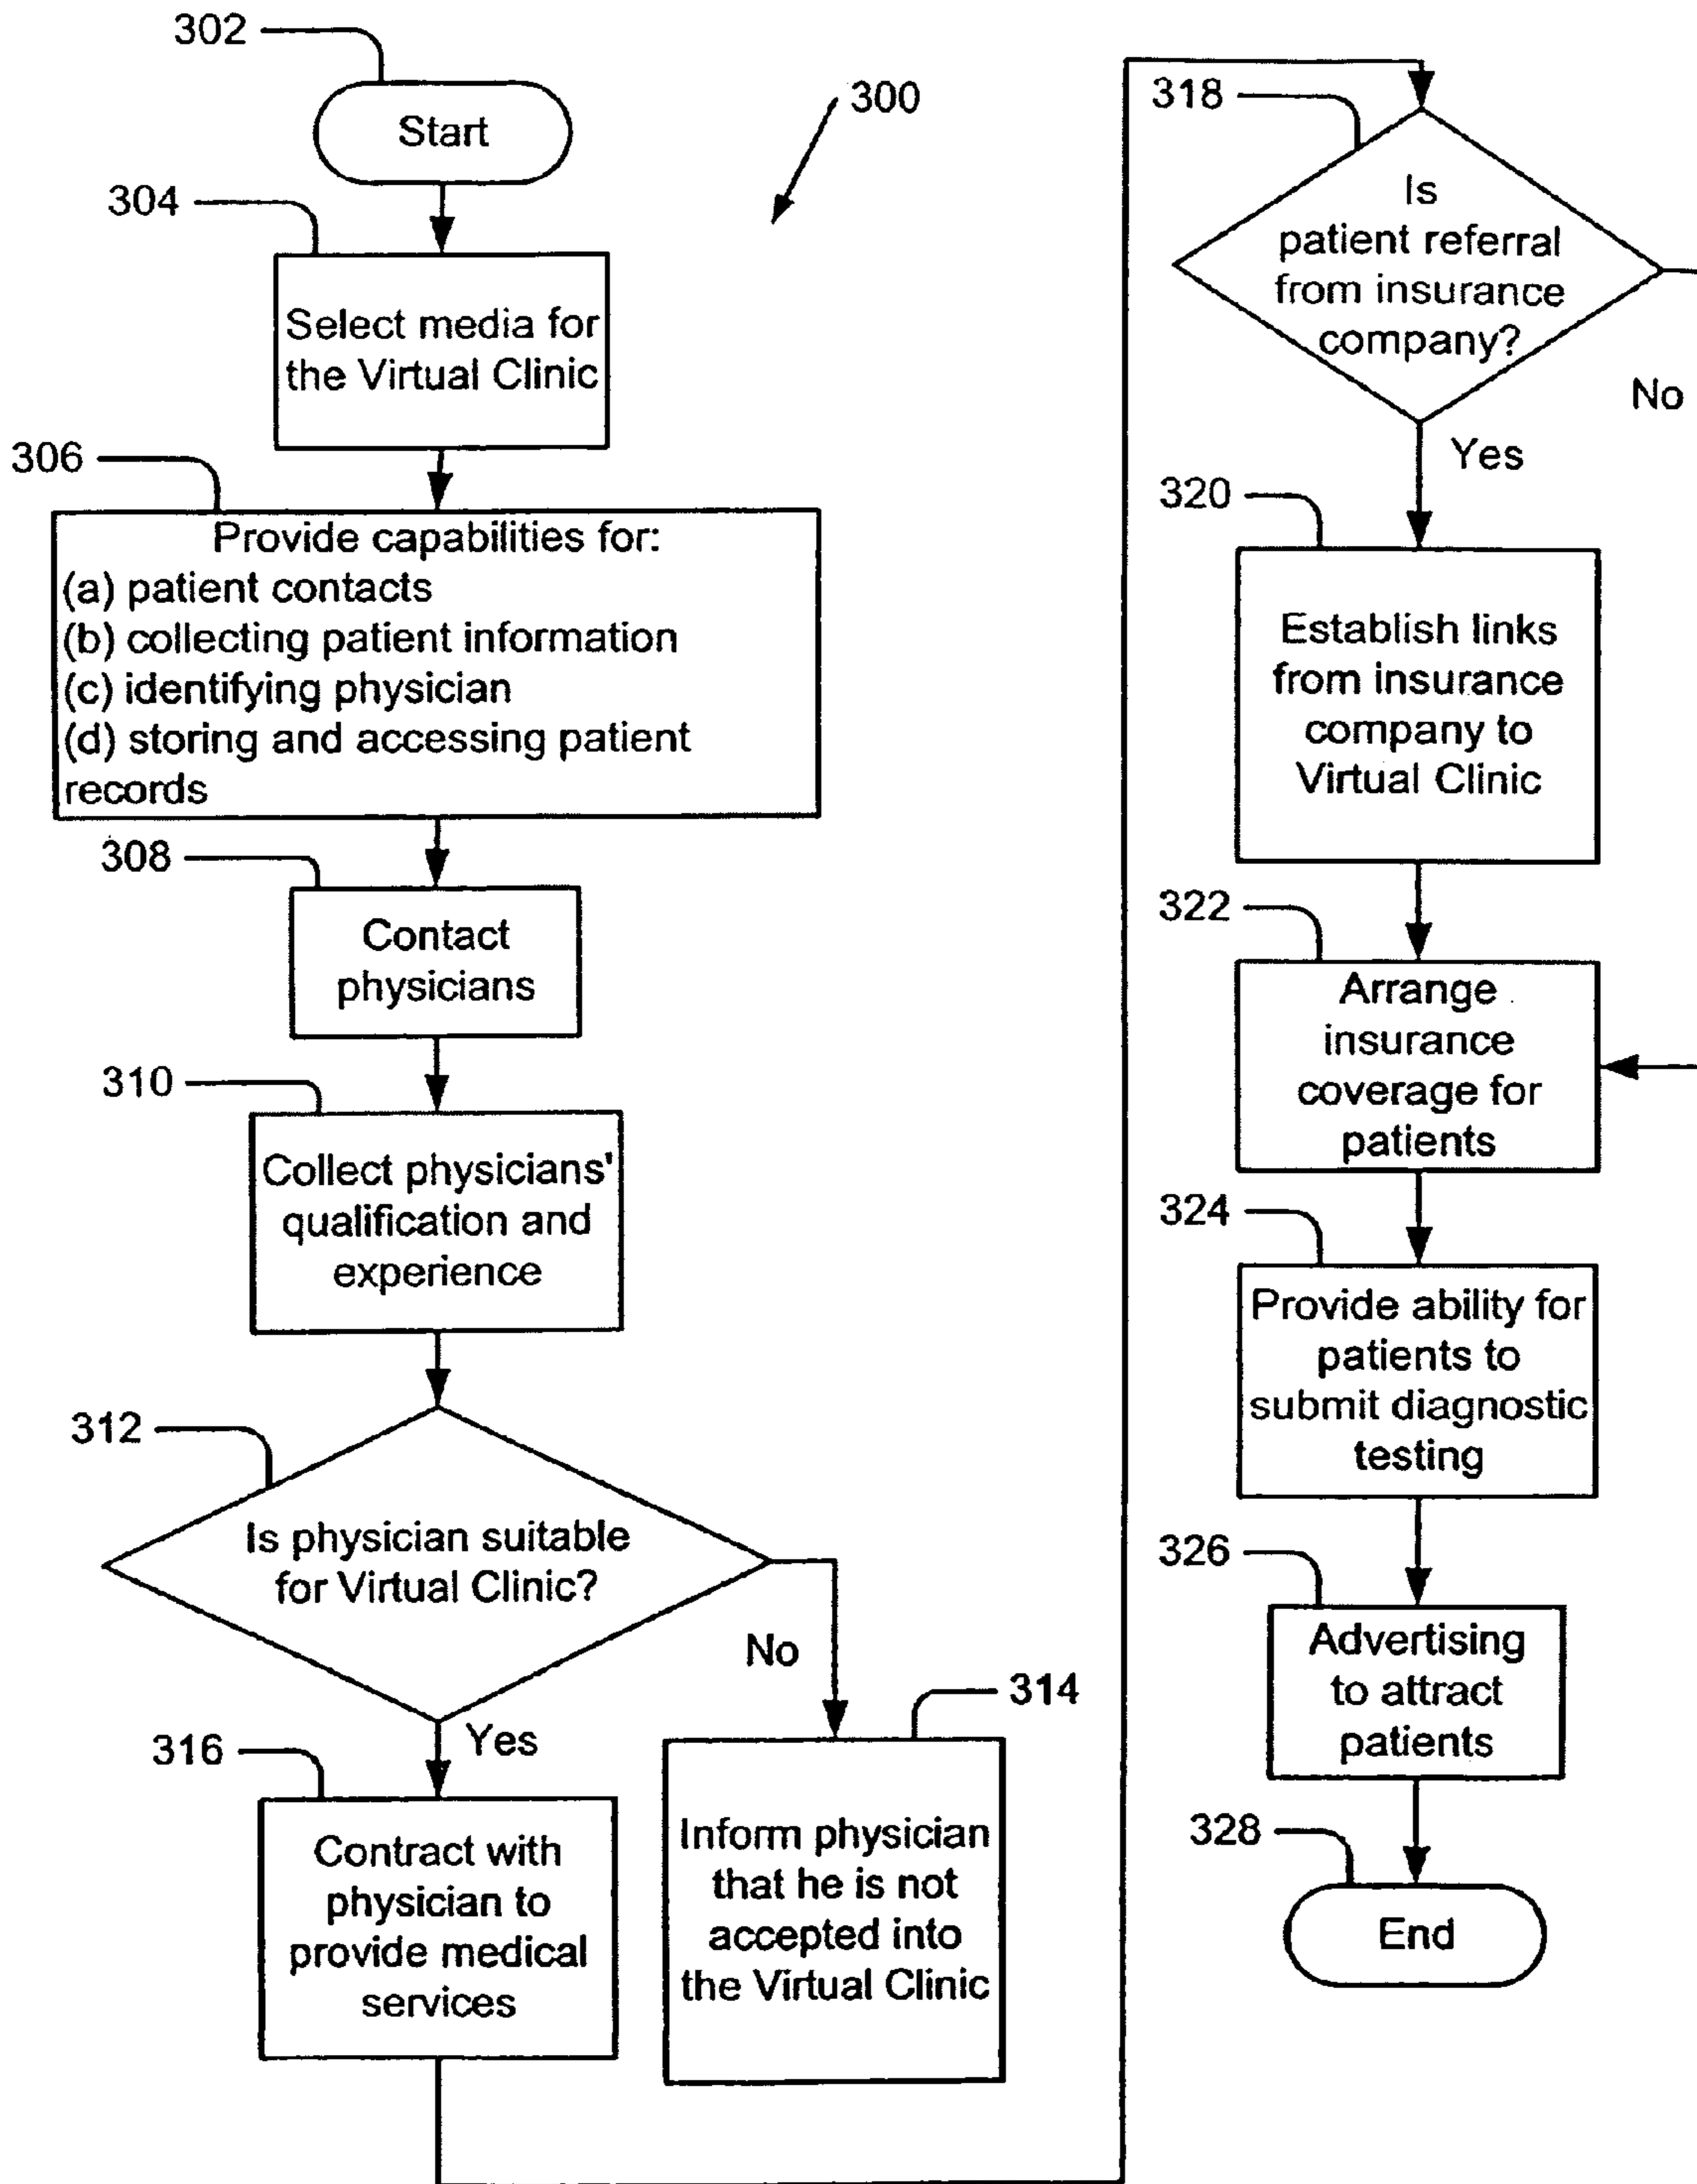 302
Start
300
304
Select media for
the Virtual Clinic
306
Provide capabilities for:
(a) patient contacts
(b) collecting patient information
(c) identifying physician
(d) storing and accessing patient
records
308
Contact
physicians
310
Collect physicians'
qualification and
experience
312
Is physician suitable
for Virtual Clinic?
No
Yes
314
Inform physician
that he is not
accepted into
the Virtual Clinic
316
Contract with
physician to
provide medical
services
318
Is
patient referral
from insurance
company?
No
Yes
320
Establish links
from insurance
company to
Virtual Clinic
322
Arrange
insurance
coverage for
patients
324
Provide ability for
patients to
submit diagnostic
testing
326
Advertising
to attract
patients
328
End